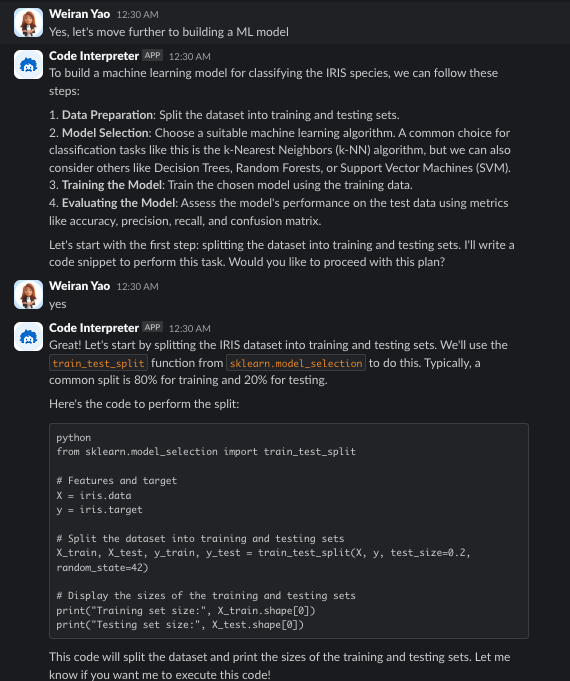 Weiran Yao 12:30 AM
Yes, let's move further to building a ML model
Code Interpreter APP 12:30 AM
To build a machine learning model for classifying the IRIS species, we can follow these
steps:
1. Data Preparation: Split the dataset into training and testing sets.
2. Model Selection: Choose a suitable machine learning algorithm. A common choice for
classification tasks like this is the k-Nearest Neighbors (k-NN) algorithm, but we can also
consider others like Decision Trees, Random Forests, or Support Vector Machines (SVM).
3. Training the Model: Train the chosen model using the training data.
4. Evaluating the Model: Assess the model's performance on the test data using metrics
like accuracy, precision, recall, and confusion matrix.
Let's start with the first step: splitting the dataset into training and testing sets. I'll write a
code snippet to perform this task. Would you like to proceed with this plan?
Weiran Yao 12:30 AM
yes
Code Interpreter APP 12:30 AM
Great! Let's start by splitting the IRIS dataset into training and testing sets. We'll use the
train_test_split function from sklearn.model_selection to do this. Typically, a
common split is 80% for training and 20% for testing.
Here's the code to perform the split:
python
from sklearn.model_selection import train_test_split
# Features and target
X = iris.data
y = iris.target
# Split the dataset into training and testing sets
X_train, X_test, y_train, y_test = train_test_split(X, y, test_size=0.2,
random_state=42)
# Display the sizes of the training and testing sets
print("Training set size:", X_train.shape[0])
print("Testing set size:", X_test.shape[0])
This code will split the dataset and print the sizes of the training and testing sets. Let me
know if you want me to execute this code!